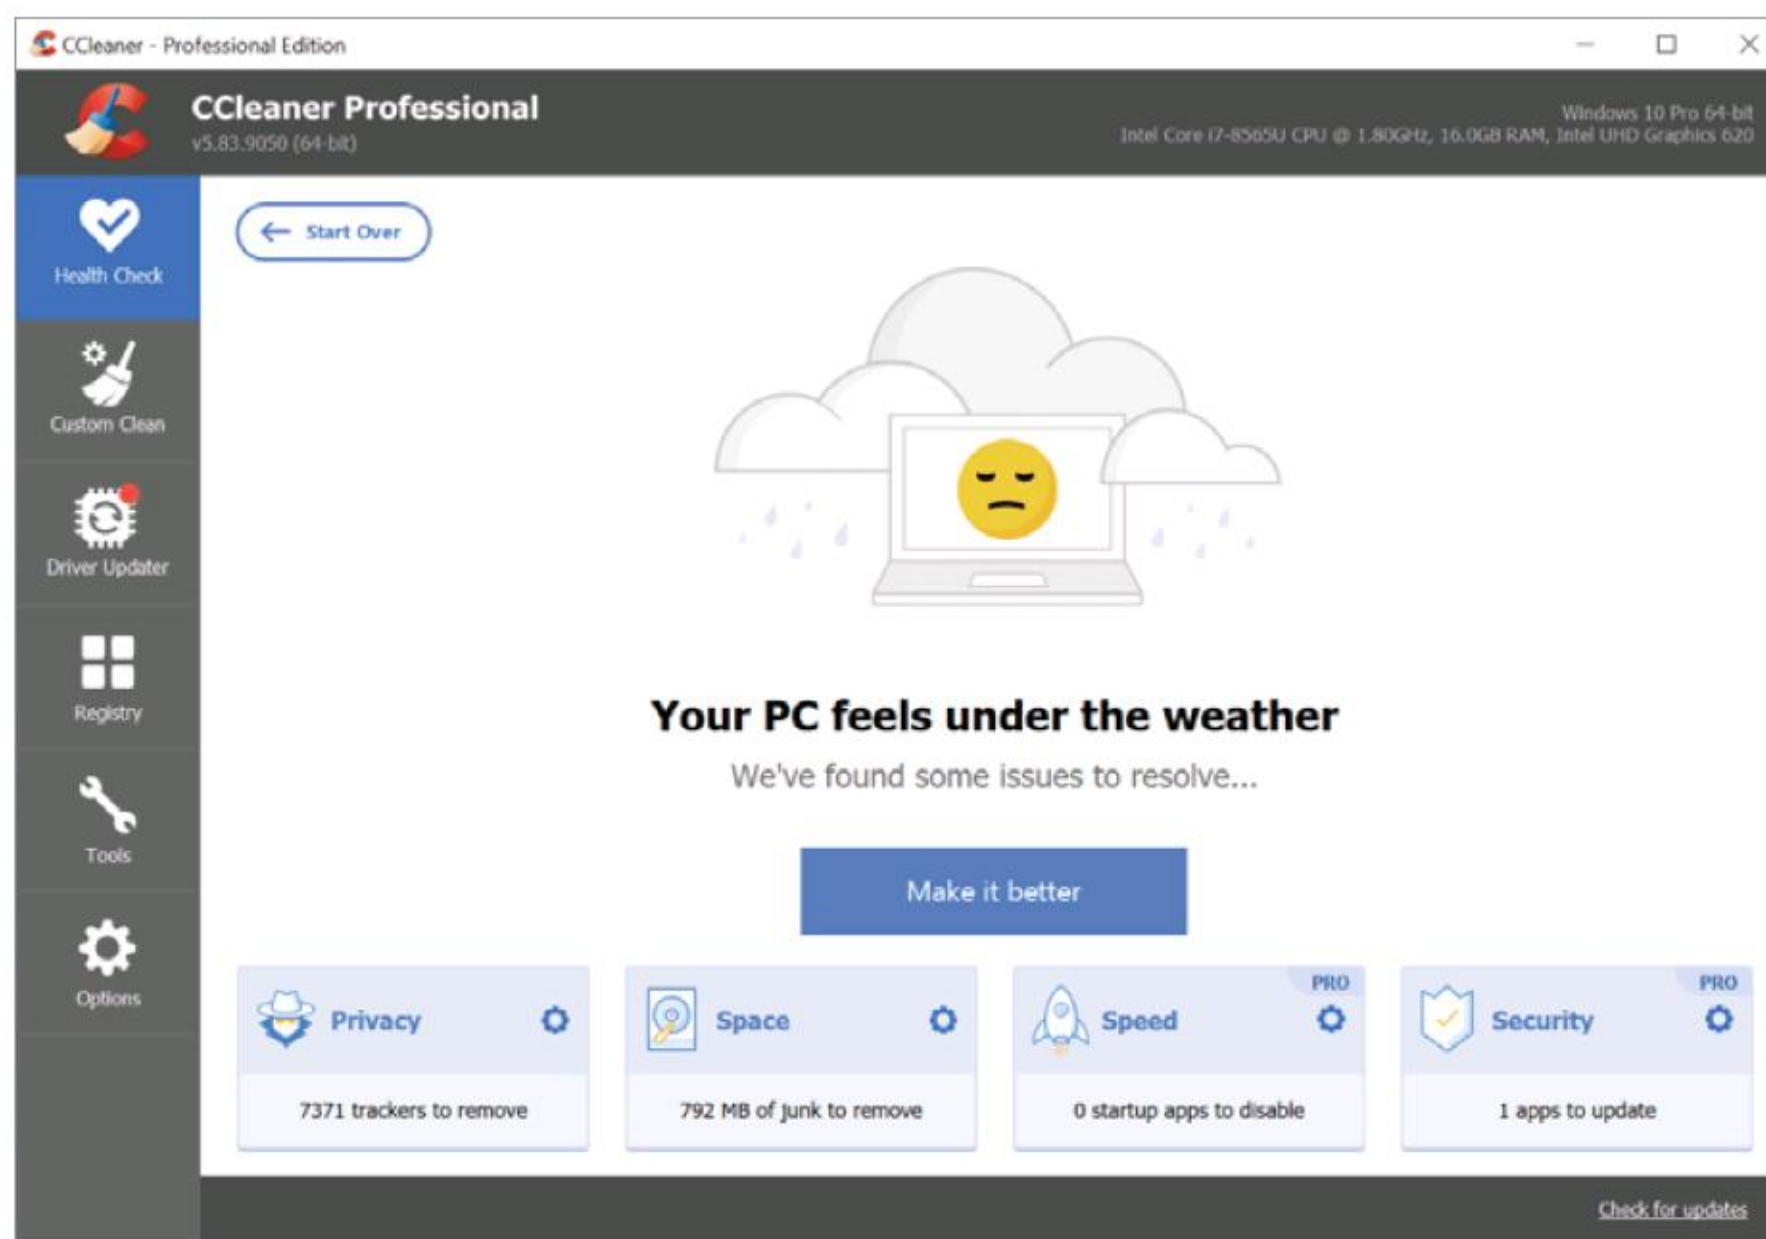 CCleaner - Professional Edition
CCleaner Professional
v5.83.9050 (64-bit)
Windows 10 Pro 64-bit
Intel Core i7-8565U CPU @ 1.80GHz, 16.0GB RAM, Intel UHD Graphics 620
Health Check
Custom Clean
Driver Updater
Registry
Tools
Options
Start Over
Your PC feels under the weather
We've found some issues to resolve...
Make it better
Privacy
7371 trackers to remove
Space
792 MB of junk to remove
PRO
Speed
0 startup apps to disable
PRO
Security
1 apps to update
Check for updates